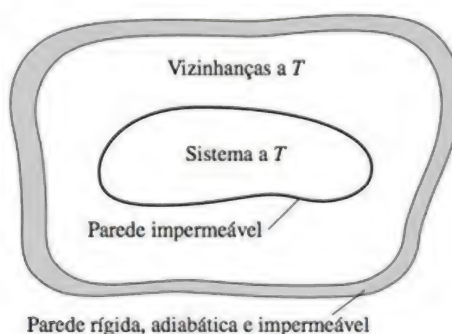 Vizinhanças a T
Sistema a T
Parede impermeável
Parede rígida, adiabática e impermeável